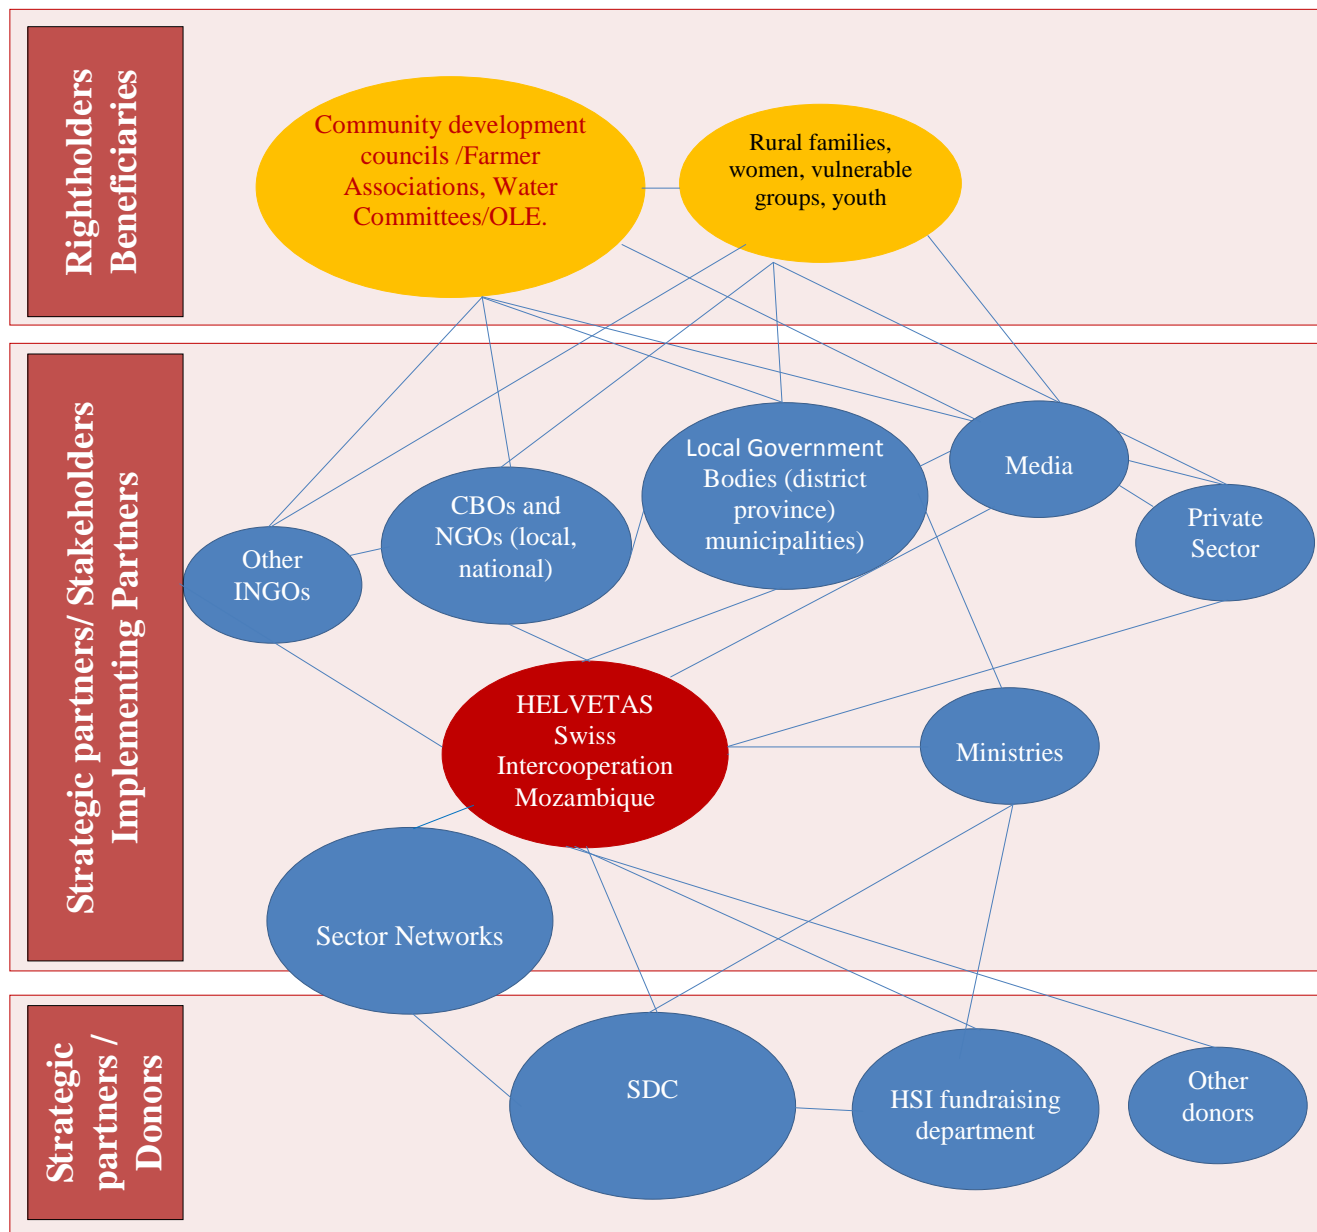 Rightholders
Beneficiaries
Community development
councils /Farmer
Associations, Water
Committees/OLE.
Rural families,
women, vulnerable
groups, youth
Strategic partners/ Stakeholders
Implementing Partners
Other
INGOs
CBOs and
NGOs (local,
national)
Local Government
Bodies (district
province)
municipalities)
Media
Private
Sector
HELVETAS
Swiss
Intercooperation
Mozambique
Ministries
Sector Networks
Strategic
partners /
Donors
SDC
HSI fundraising
department
Other
donors